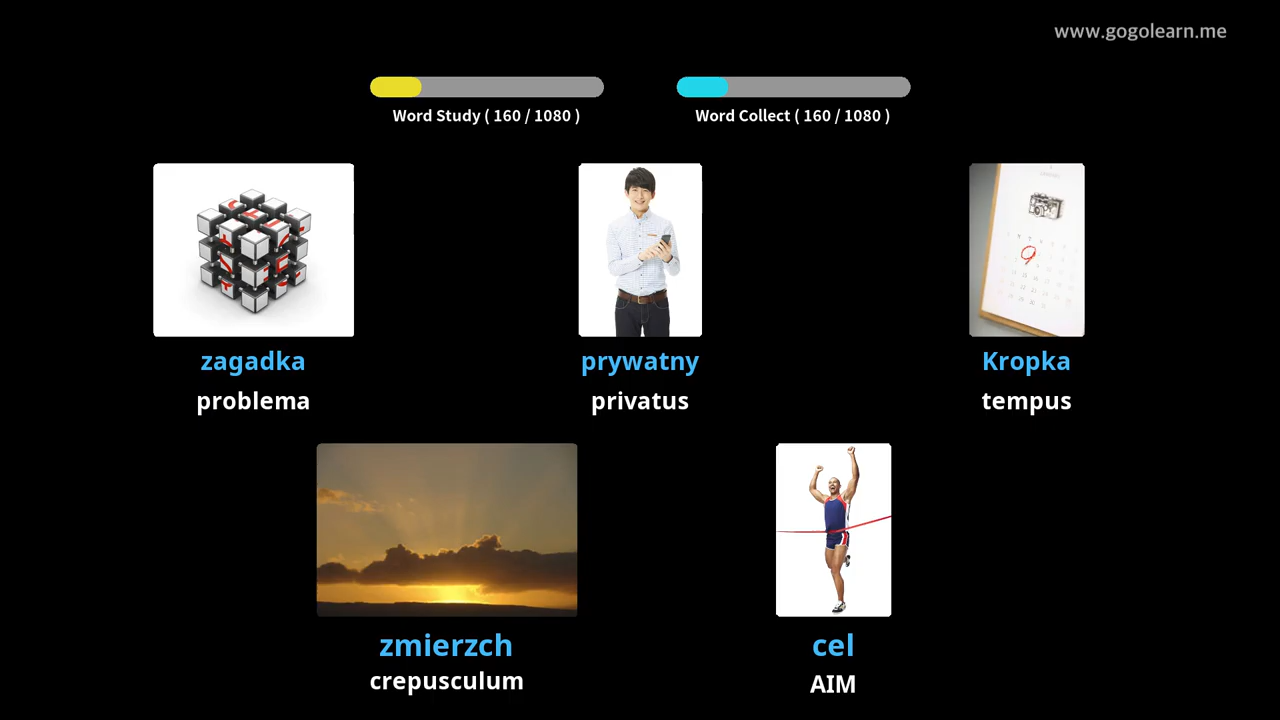 www.gogolearn.me
Word Study ( 160 / 1080 )
Word Collect ( 160 / 1080 )
zagadka
problema
prywatny
privatus
Kropka
tempus
zmierzch
crepusculum
cel
AIM